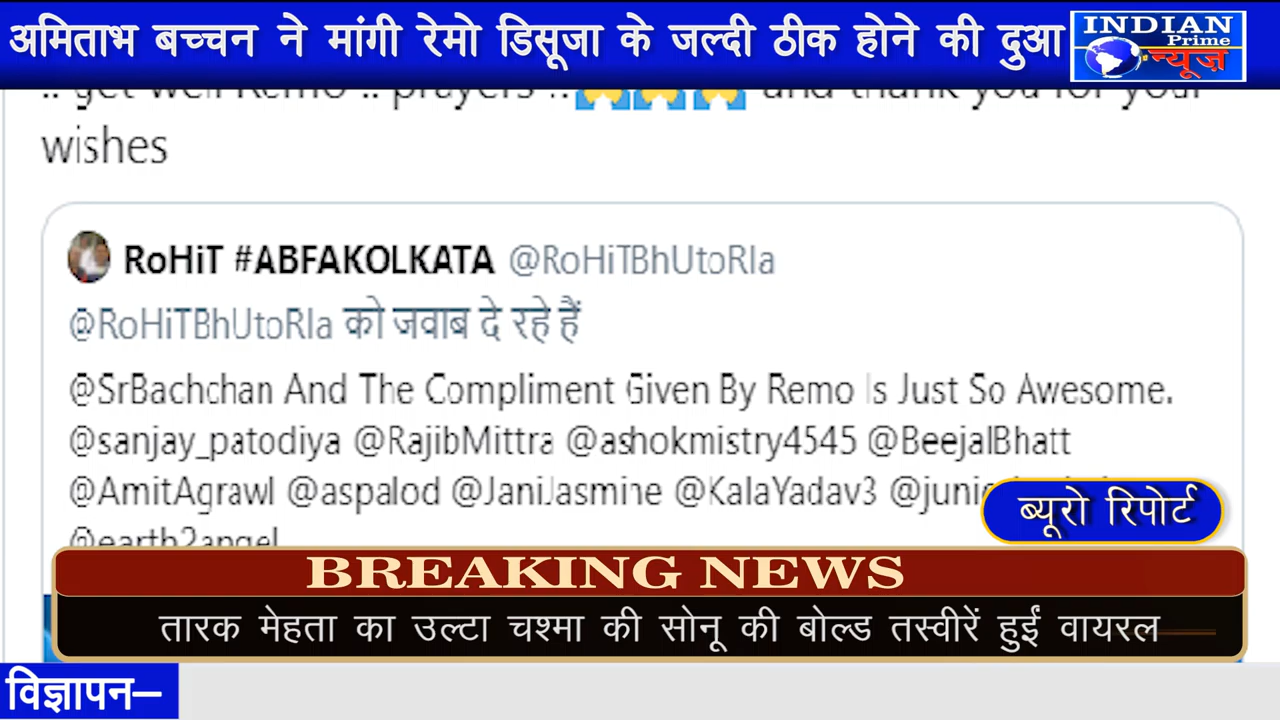 अमिताभ बच्चन ने मांगी रेमो डिसूजा के जल्दी ठीक होने की दुआ
INDIAN
Prime
न्यूज़
.. get well Remo .. prayers .. and thank you for your
wishes
RoHiT #ABFAKOLKATA @RoHiTBhUtoRIa
@RoHiTBhUtoRIa को जवाब दे रहे हैं
@SrBachchan And The Compliment Given By Remo Is Just So Awesome.
@sanjay_patodiya @RajibMittra @ashokmistry4545 @BeejalBhatt
@AmitAgrawl @aspalod @JaniJasmine @KalaYadav3
@earth2angel
ब्यूरो रिपोर्ट
BREAKING NEWS
तारक मेहता का उल्टा चश्मा की सोनू की बोल्ड तस्वीरें हुईं वायरल
विज्ञापन–